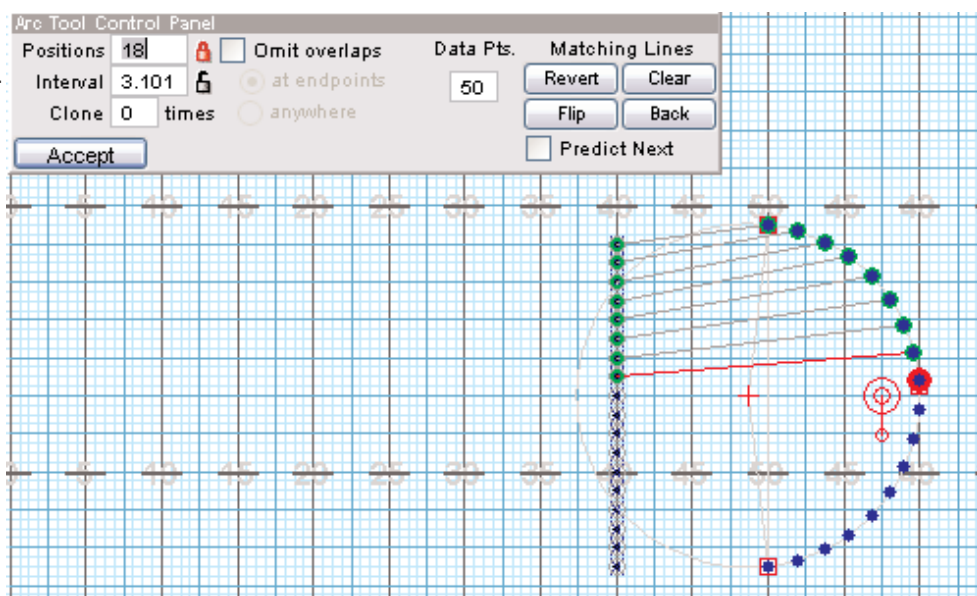 Arc Tool Control Panel
Positions 18 Omit overlaps Data Pts. Matching Lines
Interval 3.101 at endpoints 50 Revert Clear
Clone 0 times anywhere Flip Back
Accept Predict Next
5 10 15 20 25 30 35 40 45 50 45 40
5 10 15 20 25 30 35 40 45 50 45 40